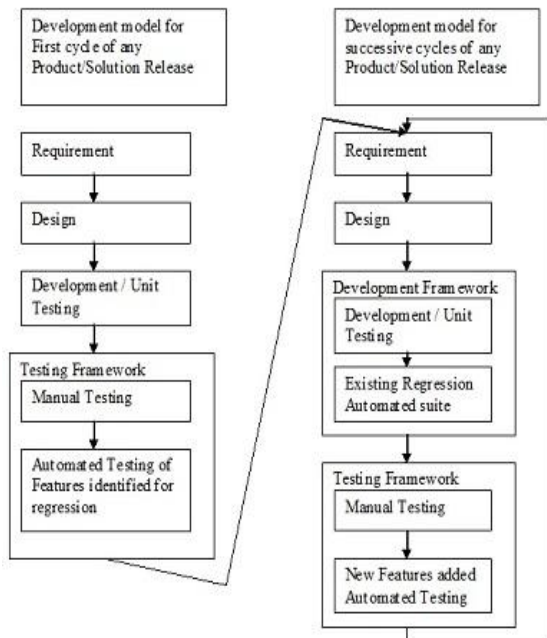 Development model for
First cycle of any
Product/Solution Release
Requirement
Design
Development / Unit
Testing
Testing Framework
Manual Testing
Automated Testing of
Features identified for
regression
Development model for
successive cycles of any
Product/Solution Release
Requirement
Design
Development Framework
Development / Unit
Testing
Existing Regression
Automated suite
Testing Framework
Manual Testing
New Features added
Automated Testing